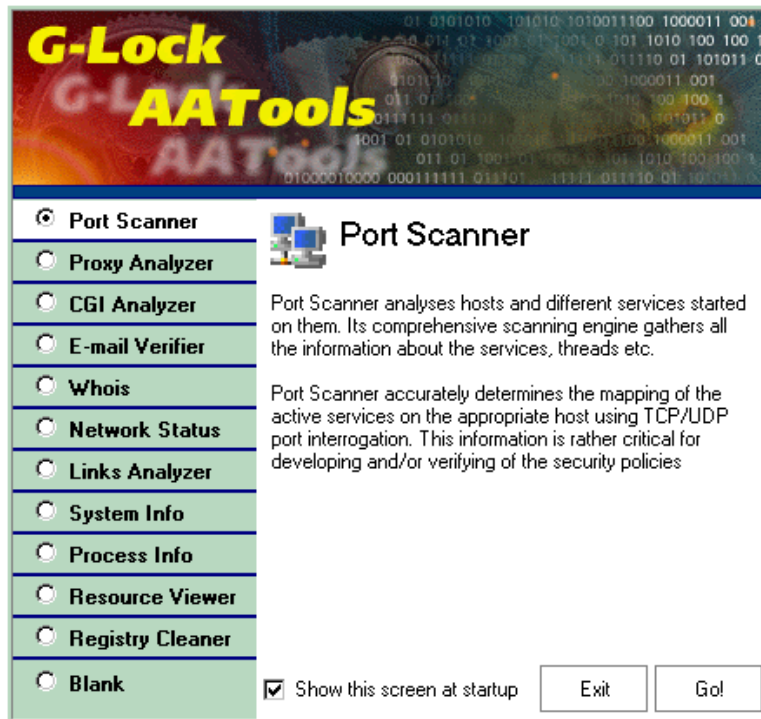 G-Lock
AATools
Port Scanner
Proxy Analyzer
CGI Analyzer
E-mail Verifier
Whois
Network Status
Links Analyzer
System Info
Process Info
Resource Viewer
Registry Cleaner
Blank
Port Scanner
Port Scanner analyses hosts and different services started
on them. Its comprehensive scanning engine gathers all
the information about the services, threads etc.
Port Scanner accurately determines the mapping of the
active services on the appropriate host using TCP/UDP
port interrogation. This information is rather critical for
developing and/or verifying of the security policies
Show this screen at startup
Exit
Go!